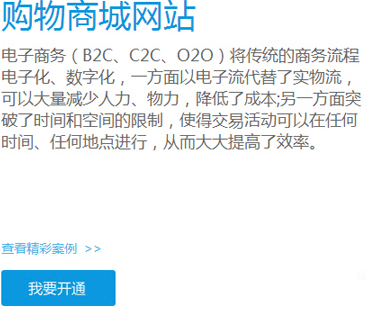 购物商城网站
电子商务（B2C、C2C、O2O）将传统的商务流程
电子化、数字化，一方面以电子流代替了实物流，
可以大量减少人力、物力，降低了成本;另一方面突
破了时间和空间的限制，使得交易活动可以在任何
时间、任何地点进行，从而大大提高了效率。
查看精彩案例 >>
我要开通